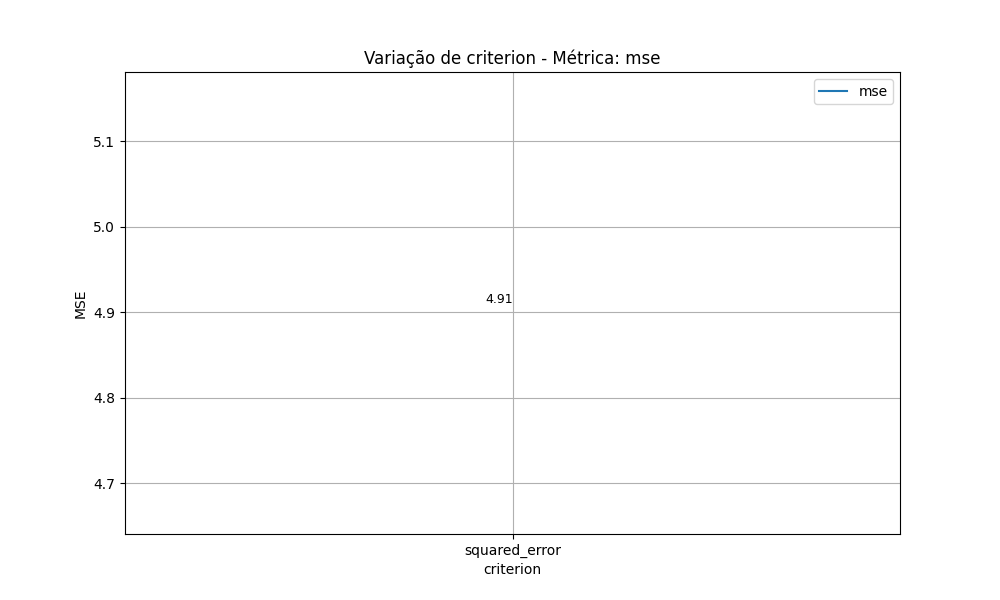 Variação de criterion - Métrica: mse
mse
5.1
5.0
4.91
4.9
4.8
4.7
MSE
squared_error
criterion